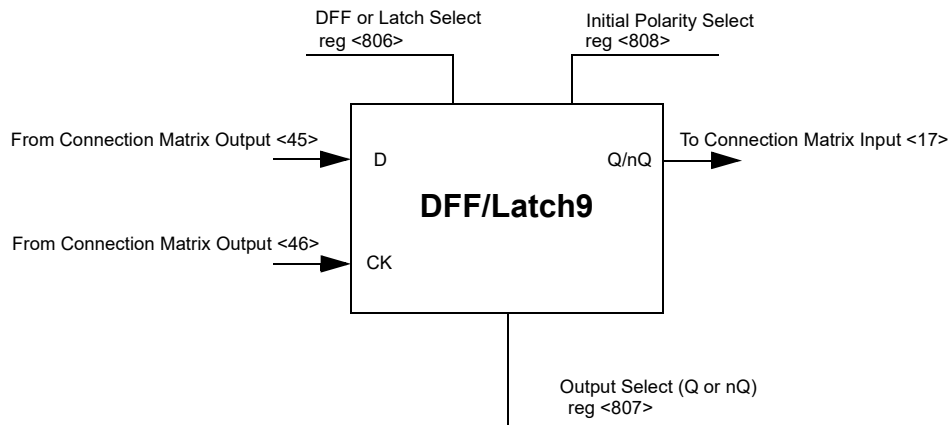 DFF or Latch Select
reg <806>
Initial Polarity Select
reg <808>
From Connection Matrix Output <45>
D
Q/nQ
To Connection Matrix Input <17>
DFF/Latch9
From Connection Matrix Output <46>
CK
Output Select (Q or nQ)
reg <807>